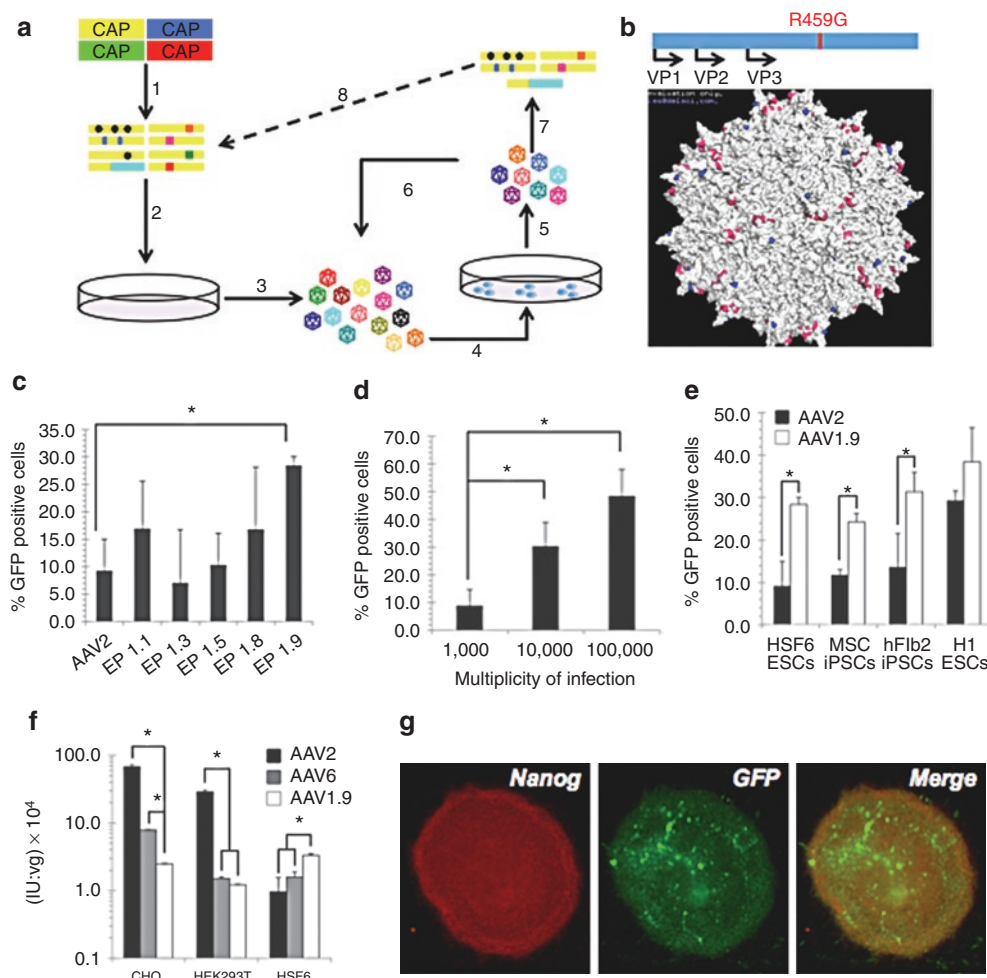 a
CAP CAP
CAP CAP
1
2
3
4
5
6
7
8
b
R459G
VP1 VP2 VP3
c
% GFP positive cells
35.0
30.0
25.0
20.0
15.0
10.0
5.0
0.0
*
AAV2 EP 1.1 EP 1.3 EP 1.5 EP 1.8 EP 1.9
d
% GFP positive cells
70.0
60.0
50.0
40.0
30.0
20.0
10.0
0.0
*
*
1,000 10,000 100,000
Multiplicity of infection
e
% GFP positive cells
50.0
40.0
30.0
20.0
10.0
0.0
AAV2
AAV1.9
* * *
HSF6 MSC hFIb2 H1
ESCs iPSCs iPSCs ESCs
f
(IU:vg) × 10⁴
100.0
10.0
1.0
0.1
AAV2
AAV6
AAV1.9
* * * *
CHO HEK293T HSF6
g
Nanog GFP Merge